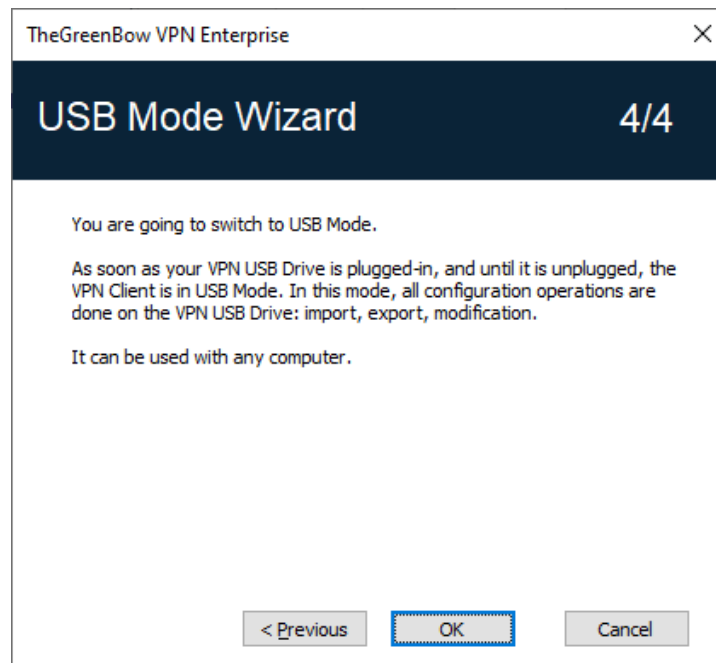 TheGreenBow VPN Enterprise
USB Mode Wizard 4/4
You are going to switch to USB Mode.
As soon as your VPN USB Drive is plugged-in, and until it is unplugged, the
VPN Client is in USB Mode. In this mode, all configuration operations are
done on the VPN USB Drive: import, export, modification.
It can be used with any computer.
< Previous OK Cancel